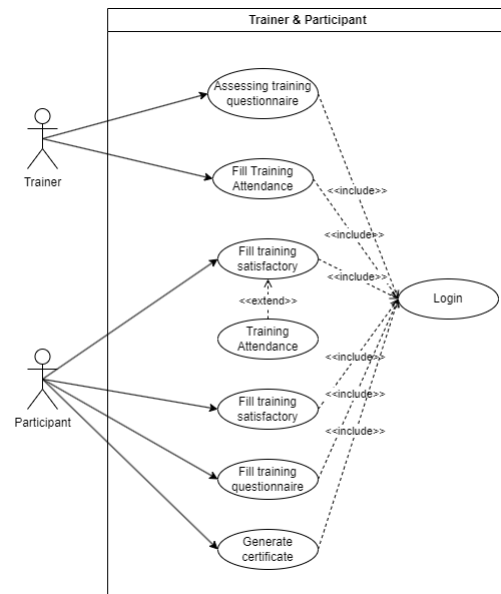 Trainer & Participant
Assessing training
questionnaire
Trainer
Fill Training
Attendance
<<include>>
<<include>>
Fill training
satisfactory
<<include>>
<<extend>>
Login
Training
Attendance
<<include>>
Participant
Fill training
satisfactory
<<include>>
<<include>>
Fill training
questionnaire
Generate
certificate